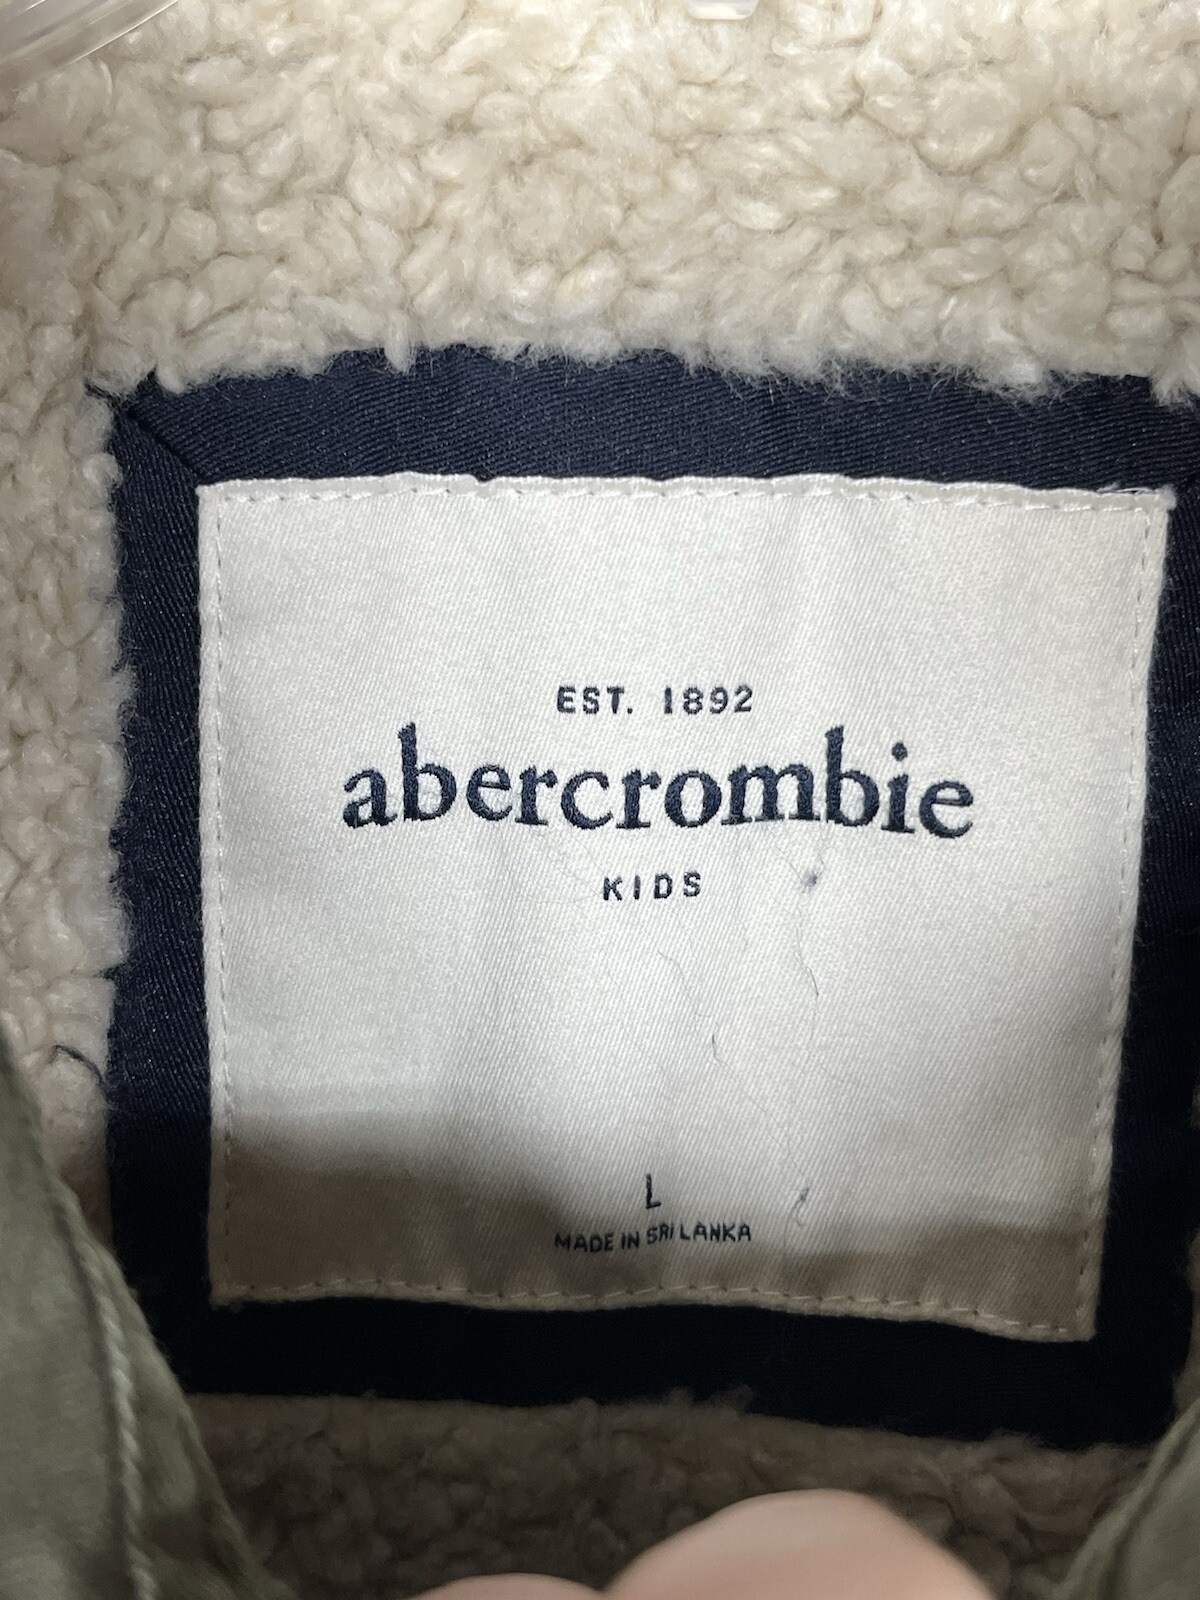 EST. 1892
abercrombie
KIDS
L
MADE IN SRI LANKA